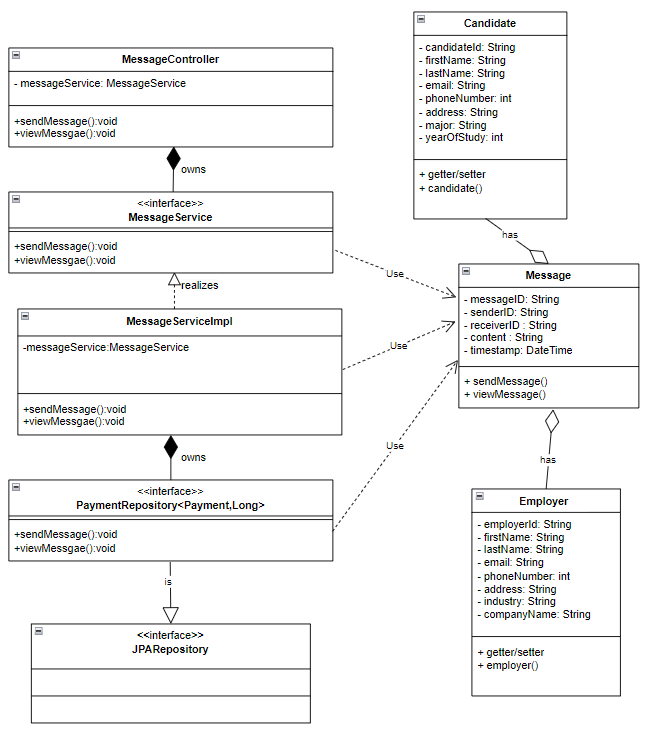 MessageController
- messageService: MessageService
+sendMessage():void
+viewMessgae():void
owns
<<interface>>
MessageService
+sendMessage():void
+viewMessgae():void
realizes
MessageServiceImpl
-messageService:MessageService
+sendMessage():void
+viewMessgae():void
owns
<<interface>>
PaymentRepository<Payment,Long>
+sendMessage():void
+viewMessgae():void
is
<<interface>>
JPARepository
Use
Use
Use
Candidate
- candidateId: String
- firstName: String
- lastName: String
- email: String
- phoneNumber: int
- address: String
- major: String
- yearOfStudy: int
+ getter/setter
+ candidate()
has
Message
- messageID: String
- senderID: String
- receiverID : String
- content : String
- timestamp: DateTime
+ sendMessage()
+ viewMessage()
has
Employer
- employerId: String
- firstName: String
- lastName: String
- email: String
- phoneNumber: int
- address: String
- industry: String
- companyName: String
+ getter/setter
+ employer()